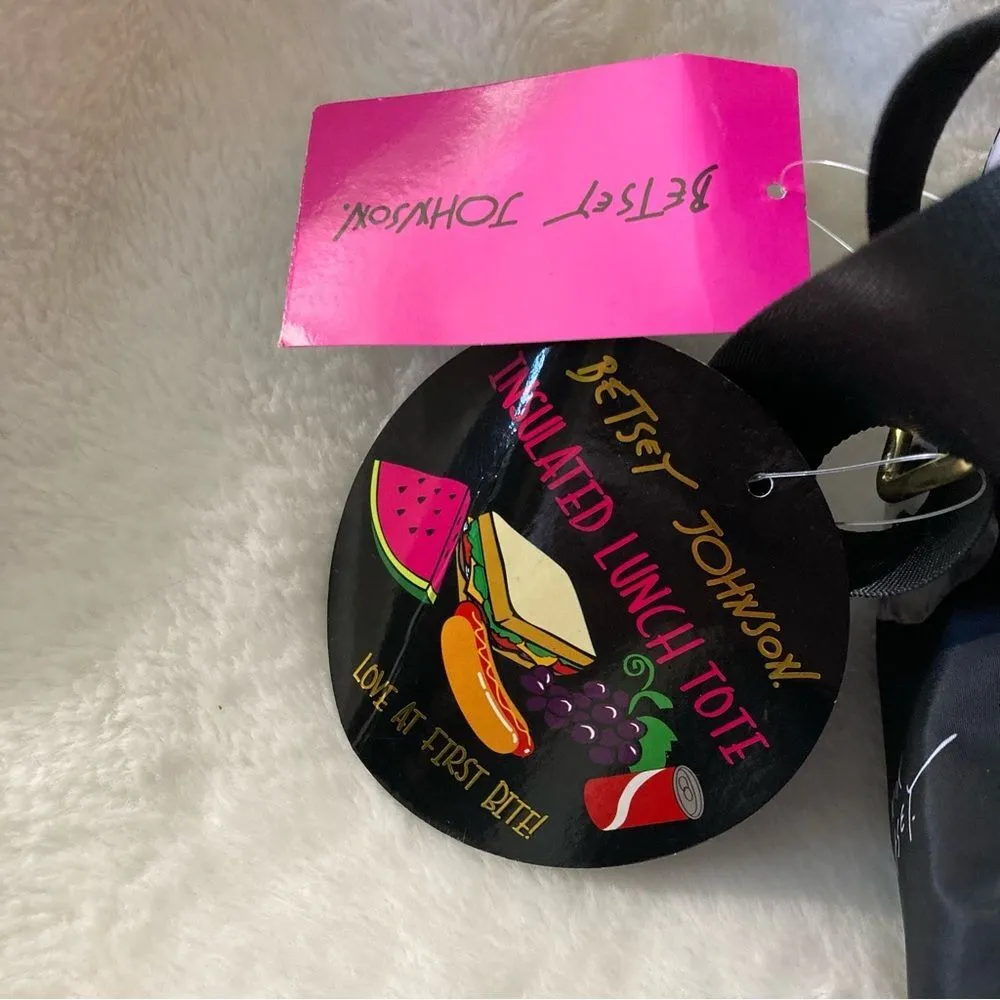 BETSEY JOHNSON.
BETSEY JOHNSON.
INSULATED LUNCH TOTE
LOVE AT FIRST BITE!